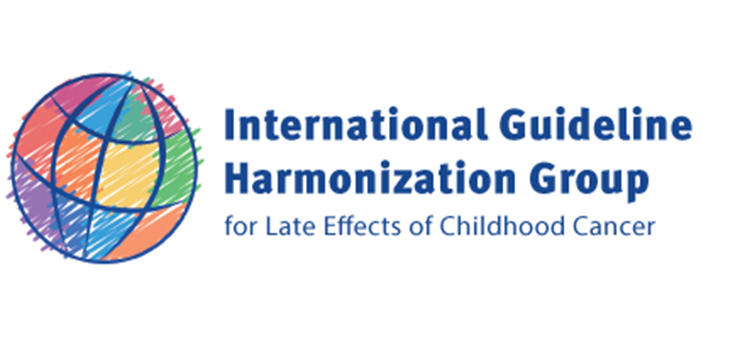 International Guideline
Harmonization Group
for Late Effects of Childhood Cancer